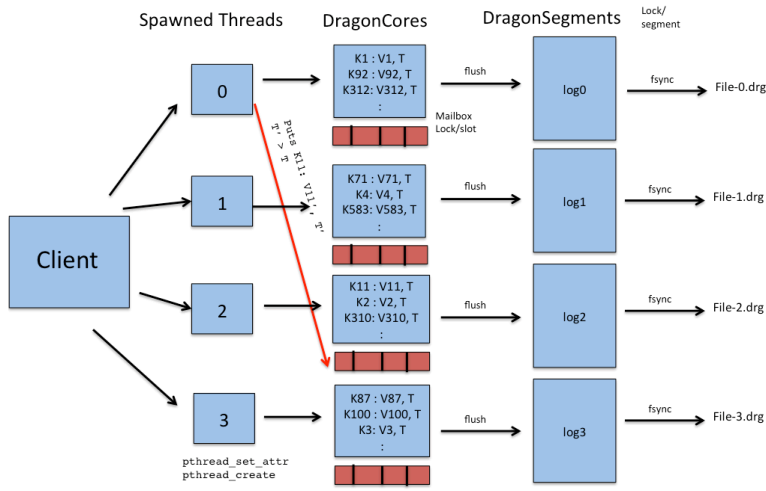 Spawned Threads
DragonCores
DragonSegments
Lock/
segment
Client
0
1
2
3
pthread_set_attr
pthread_create
Puts K11: V11', T'
T' > T
K1 : V1, T
K92 : V92, T
K312: V312, T
:
Mailbox
Lock/slot
K71 : V71, T
K4: V4, T
K583: V583, T
:
K11 : V11, T
K2 : V2, T
K310: V310, T
:
K87 : V87, T
K100 : V100, T
K3: V3, T
:
flush
flush
flush
flush
log0
log1
log2
log3
fsync
fsync
fsync
fsync
File-0.drg
File-1.drg
File-2.drg
File-3.drg